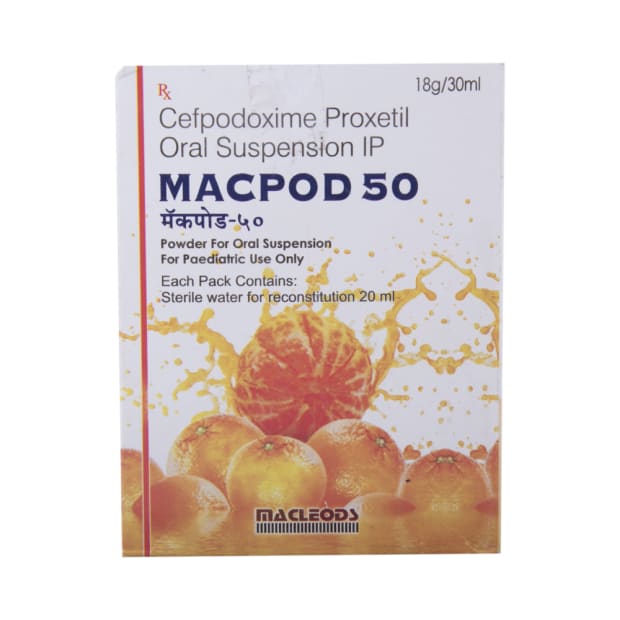 Rx
18g/30ml
Cefpodoxime Proxetil
Oral Suspension IP
MACPOD 50
मॅकपोड-५०
Powder For Oral Suspension
For Paediatric Use Only
Each Pack Contains:
Sterile water for reconstitution 20 ml
MACLEODS